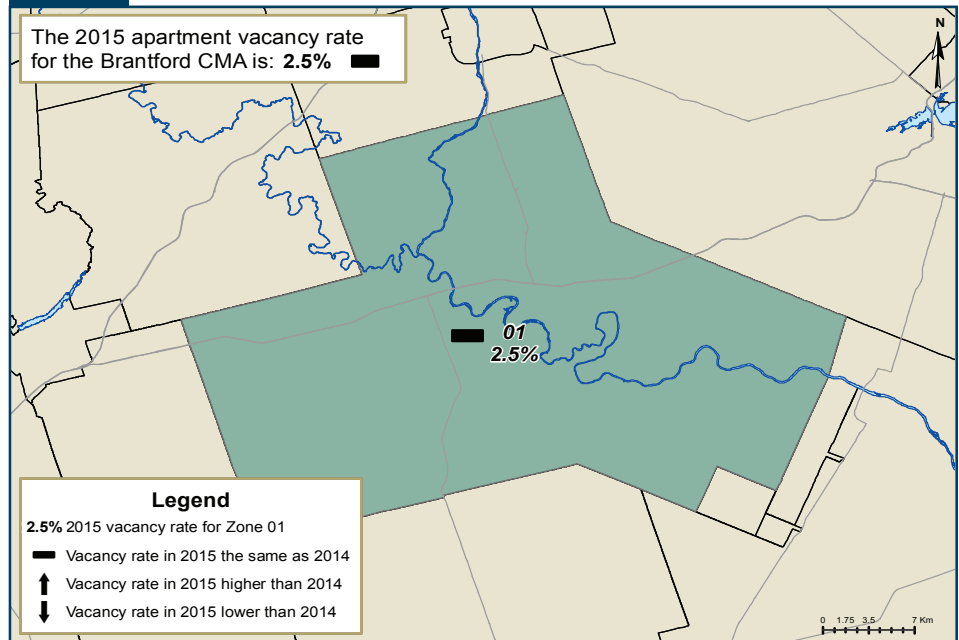 The 2015 apartment vacancy rate
for the Brantford CMA is: 2.5%
N
01
2.5%
Legend
2.5% 2015 vacancy rate for Zone 01
Vacancy rate in 2015 the same as 2014
Vacancy rate in 2015 higher than 2014
Vacancy rate in 2015 lower than 2014
0 1.75 3.5 7 Km